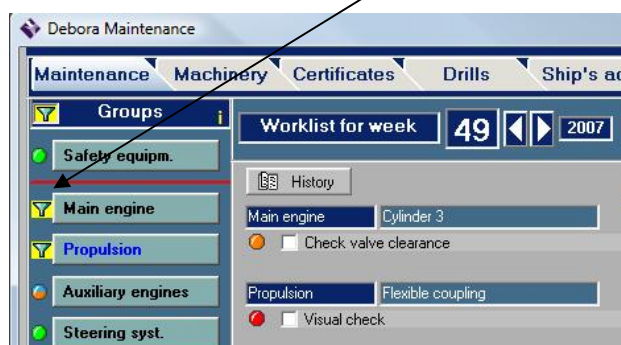 Debora Maintenance
Maintenance Machinery Certificates Drills Ship's
Groups i
Worklist for week 49 2007
Safety equipm.
History
Main engine
Main engine Cylinder 3
Check valve clearance
Propulsion
Auxiliary engines
Propulsion Flexible coupling
Visual check
Steering syst.